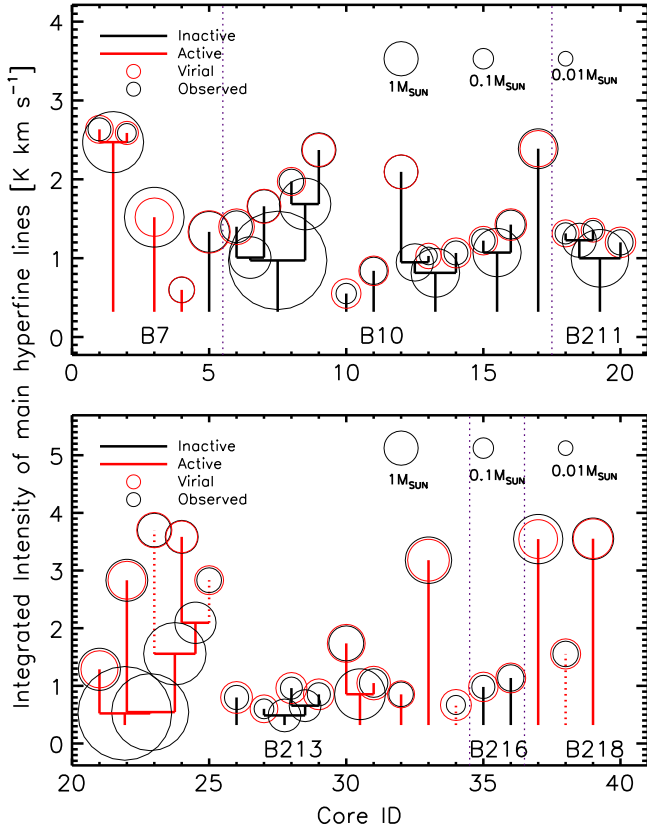 Integrated Intensity of main hyperfine lines [K km s⁻¹]
4
3
2
1
0
Inactive
Active
Virial
Observed
1M_SUN
0.1M_SUN
0.01M_SUN
B7
B10
B211
0
5
10
15
20
5
4
3
2
1
0
Inactive
Active
Virial
Observed
1M_SUN
0.1M_SUN
0.01M_SUN
B213
B216
B218
20
25
30
35
40
Core ID